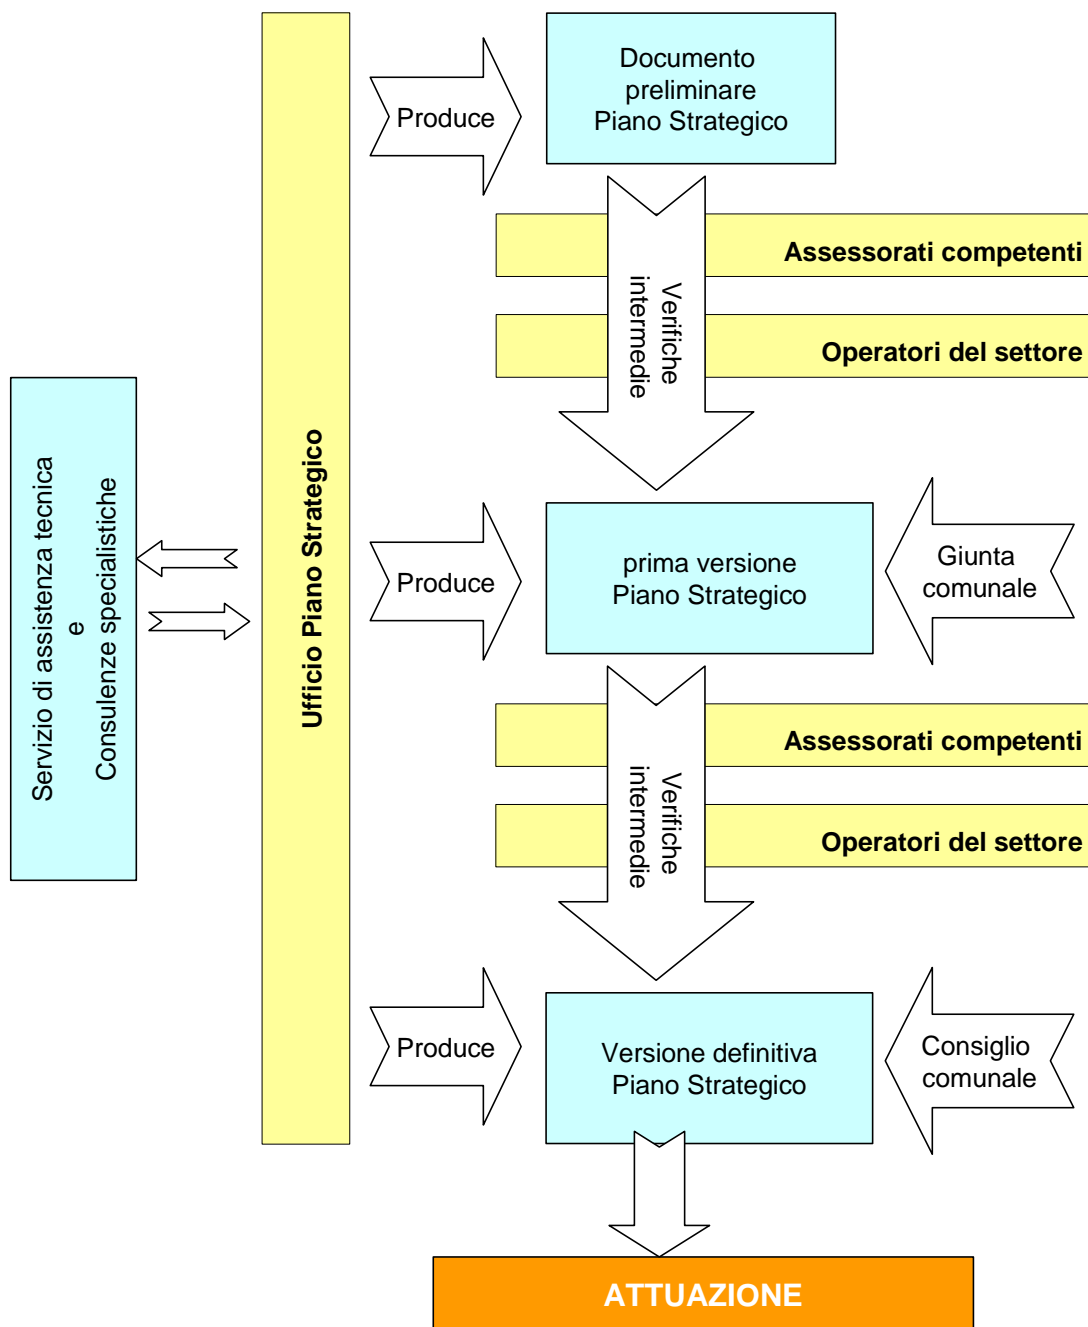 Documento
preliminare
Piano Strategico
Produce
Assessorati competenti
Verifiche
intermedie
Operatori del settore
Servizio di assistenza tecnica
e
Consulenze specialistiche
Ufficio Piano Strategico
Produce
prima versione
Piano Strategico
Giunta
comunale
Assessorati competenti
Verifiche
intermedie
Operatori del settore
Produce
Versione definitiva
Piano Strategico
Consiglio
comunale
ATTUAZIONE